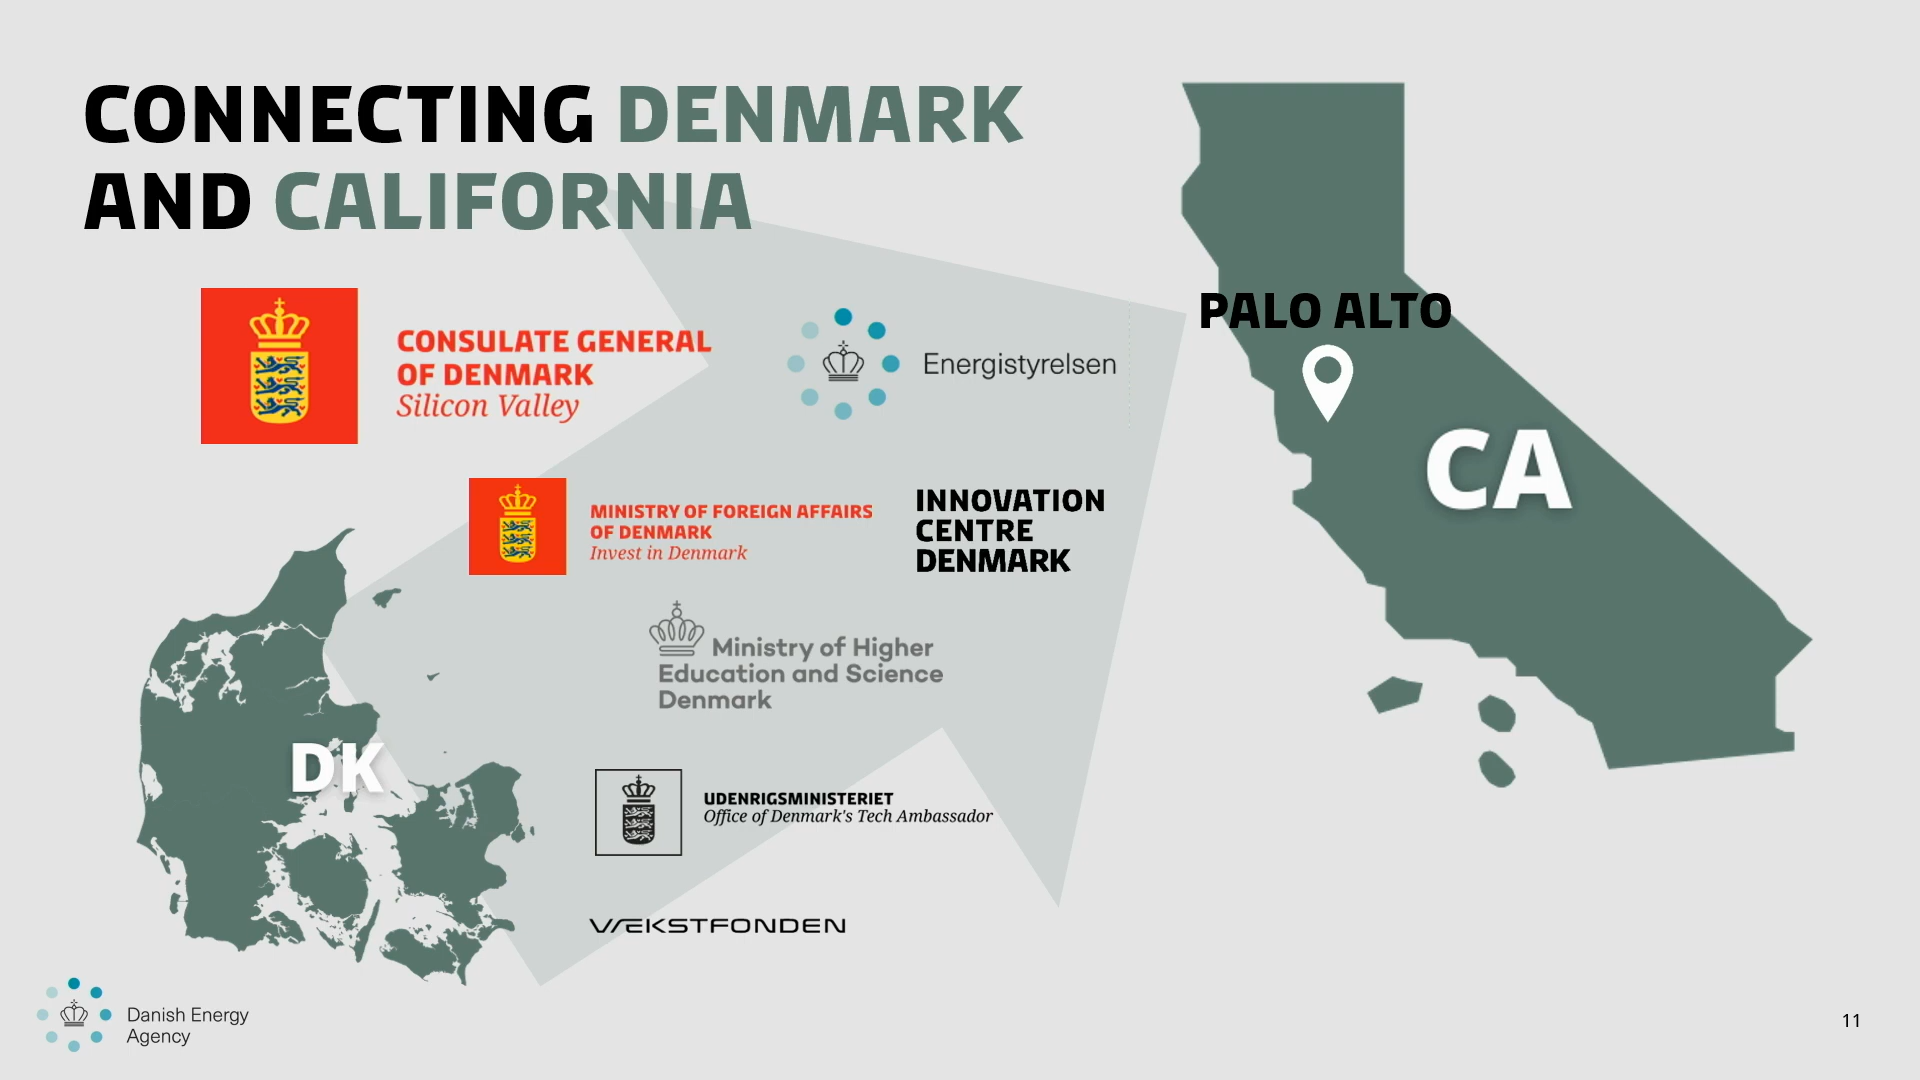 CONNECTING DENMARK
AND CALIFORNIA
PALO ALTO
CONSULATE GENERAL
OF DENMARK
Silicon Valley
Energistyrelsen
CA
MINISTRY OF FOREIGN AFFAIRS
OF DENMARK
Invest in Denmark
INNOVATION
CENTRE
DENMARK
Ministry of Higher
Education and Science
Denmark
DK
UDENRIGSMINISTERIET
Office of Denmark's Tech Ambassador
VÆKSTFONDEN
Danish Energy
Agency
11